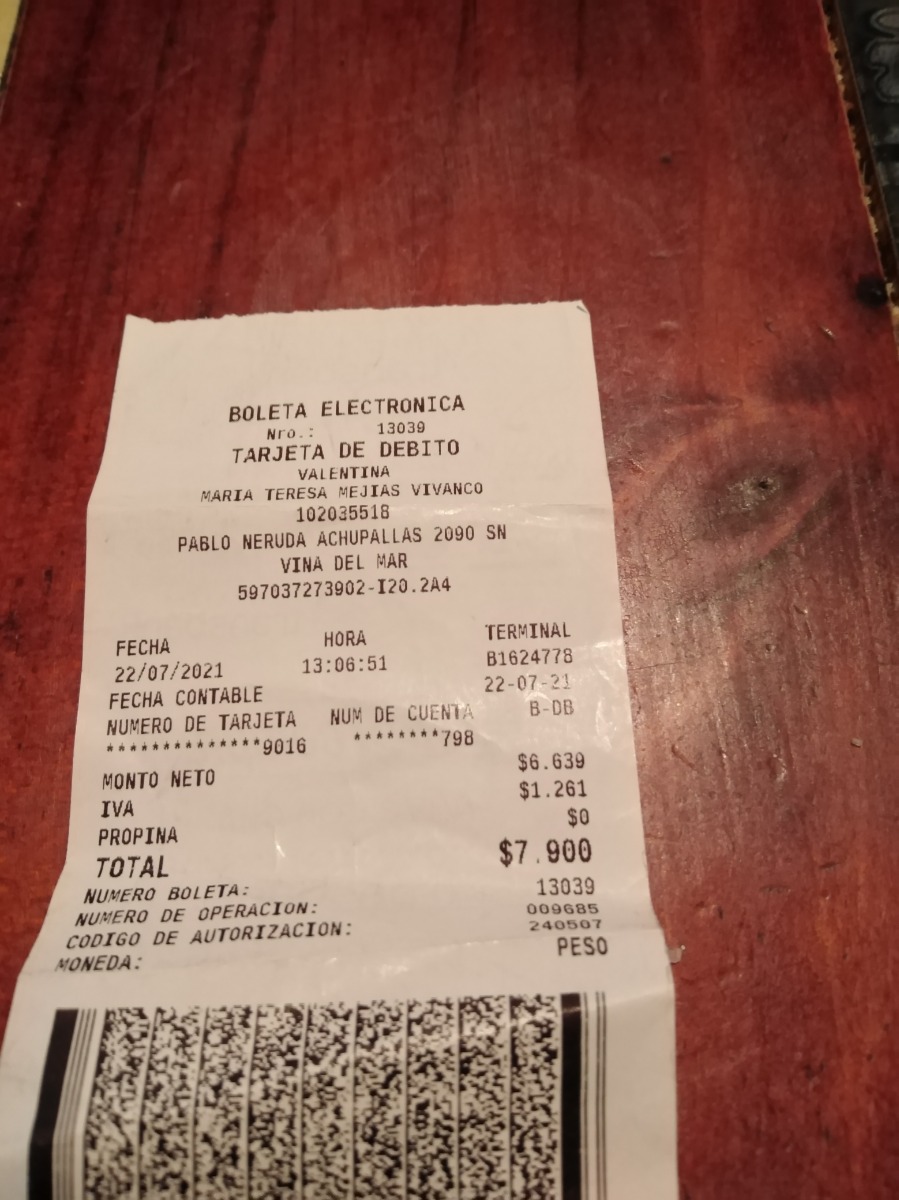 BOLETA ELECTRONICA
Nro.: 13039
TARJETA DE DEBITO
VALENTINA
MARIA TERESA MEJIAS VIVANCO
102035518
PABLO NERUDA ACHUPALLAS 2090 SN
VINA DEL MAR
597037273902-I20.2A4
FECHA HORA TERMINAL
22/07/2021 13:06:51 B1624778
FECHA CONTABLE 22-07-21
NUMERO DE TARJETA NUM DE CUENTA B-DB
**************9016 ********798
MONTO NETO $6.639
IVA $1.261
PROPINA $0
TOTAL $7.900
NUMERO BOLETA: 13039
NUMERO DE OPERACION: 009685
CODIGO DE AUTORIZACION: 240507
MONEDA: PESO